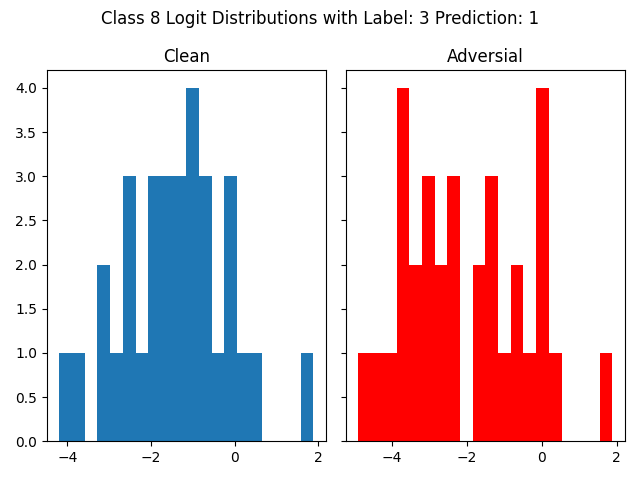 Class 8 Logit Distributions with Label: 3 Prediction: 1
Clean
Adversial
4.0
3.5
3.0
2.5
2.0
1.5
1.0
0.5
0.0
−4 −2 0 2
−4 −2 0 2